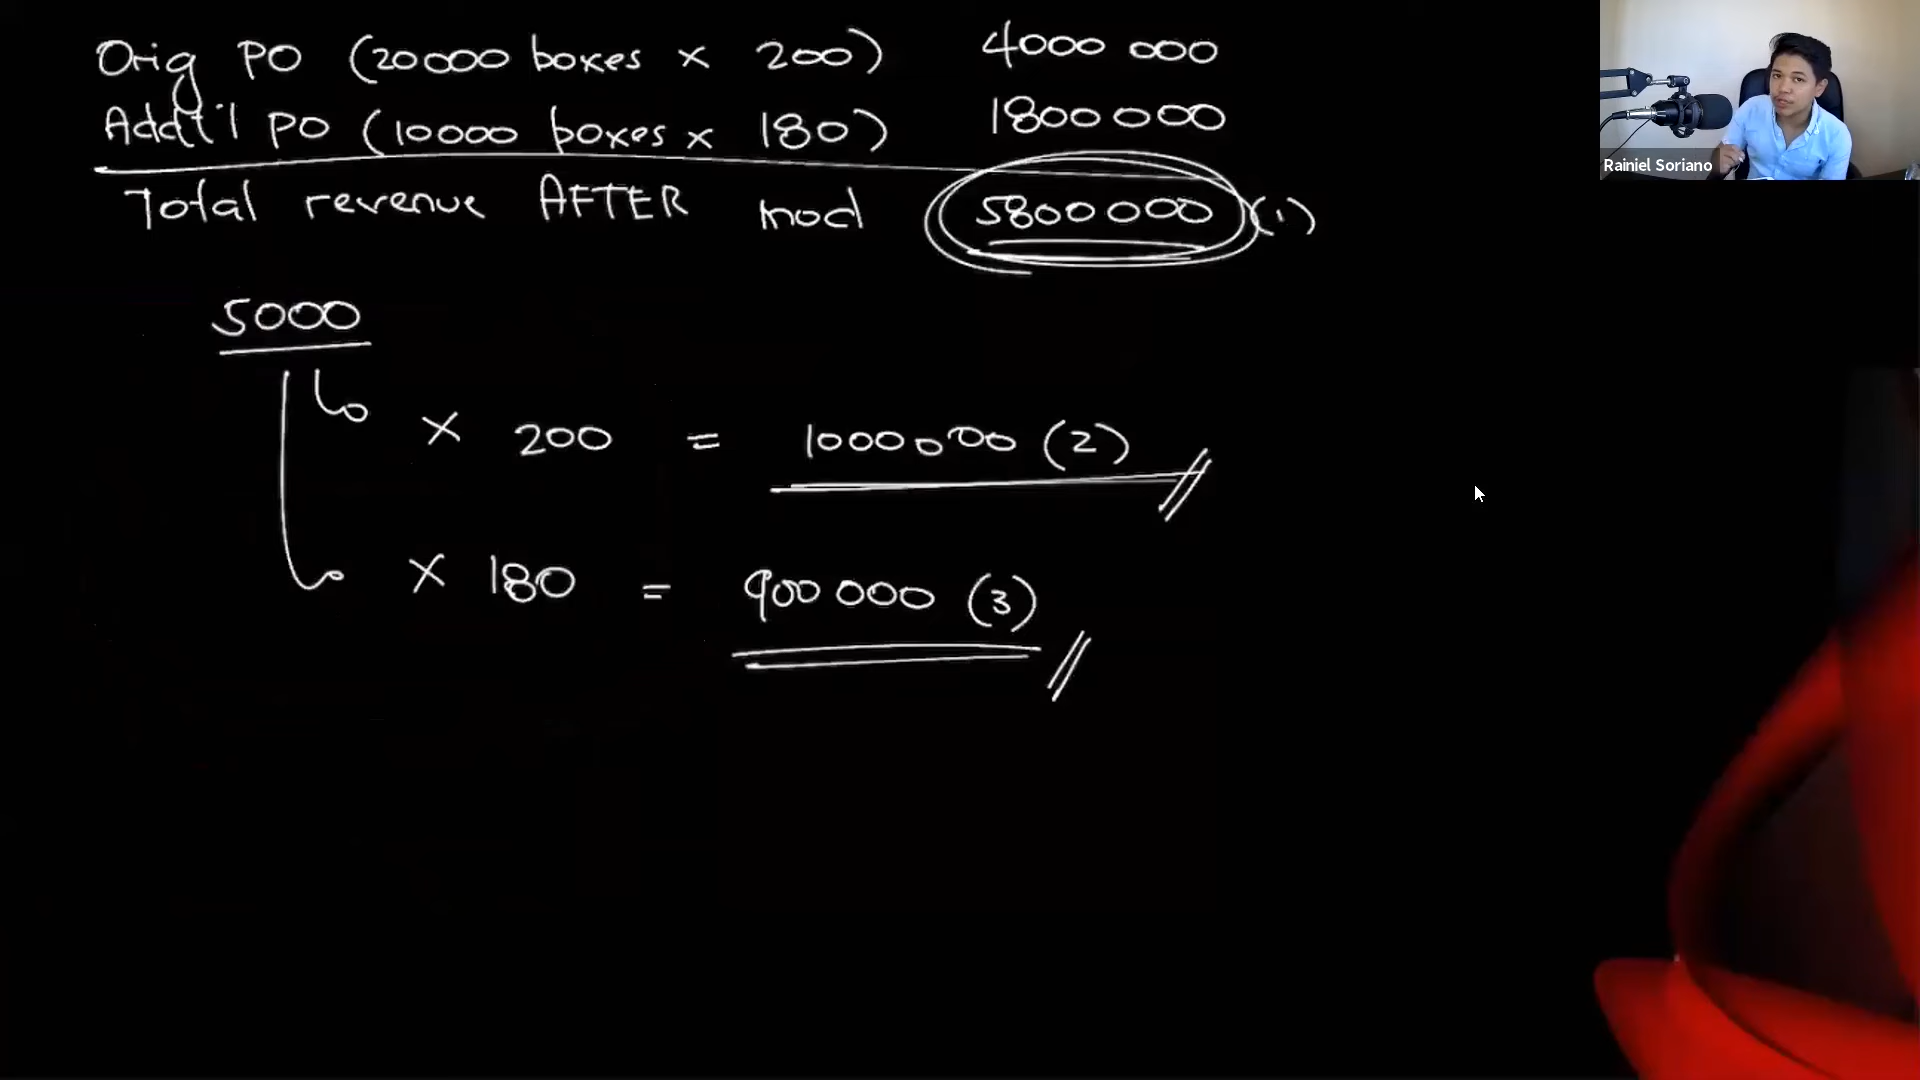 Orig PO (20000 boxes x 200) 4000 000
Addt'l PO (10000 boxes x 180) 1800 000
Total revenue AFTER mod 5800 000 (1)
5000
x 200 = 1000 000 (2)
x 180 = 900 000 (3)
Rainiel Soriano